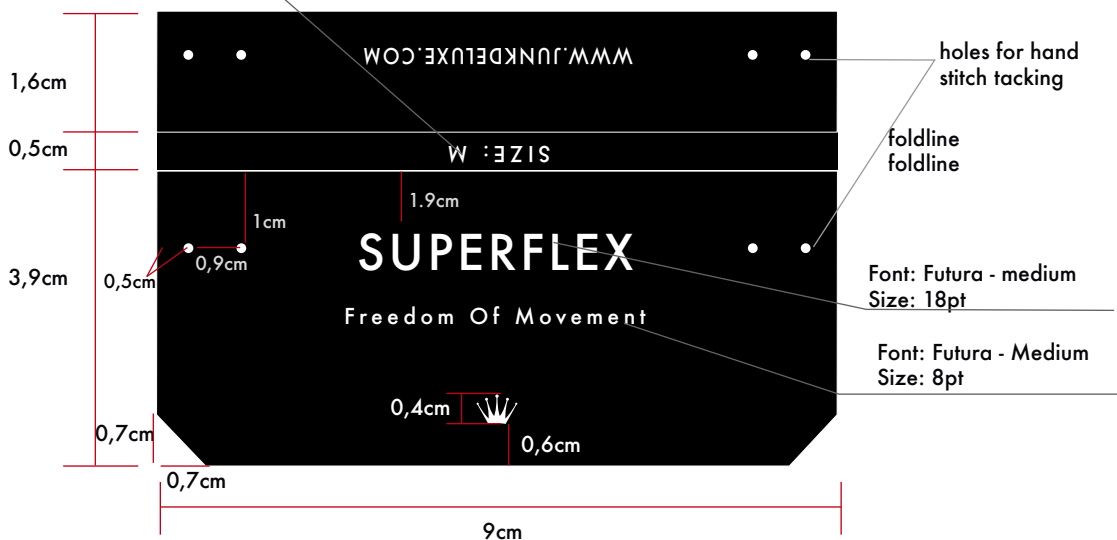 WWW.JUNKDELUXE.COM
holes for hand
stitch tacking
1,6cm
foldline
foldline
0,5cm
SIZE: M
1.9cm
1cm
SUPERFLEX
0,9cm
0,5cm
3,9cm
Font: Futura - medium
Size: 18pt
Freedom Of Movement
Font: Futura - Medium
Size: 8pt
0,4cm
0,7cm
0,6cm
0,7cm
9cm